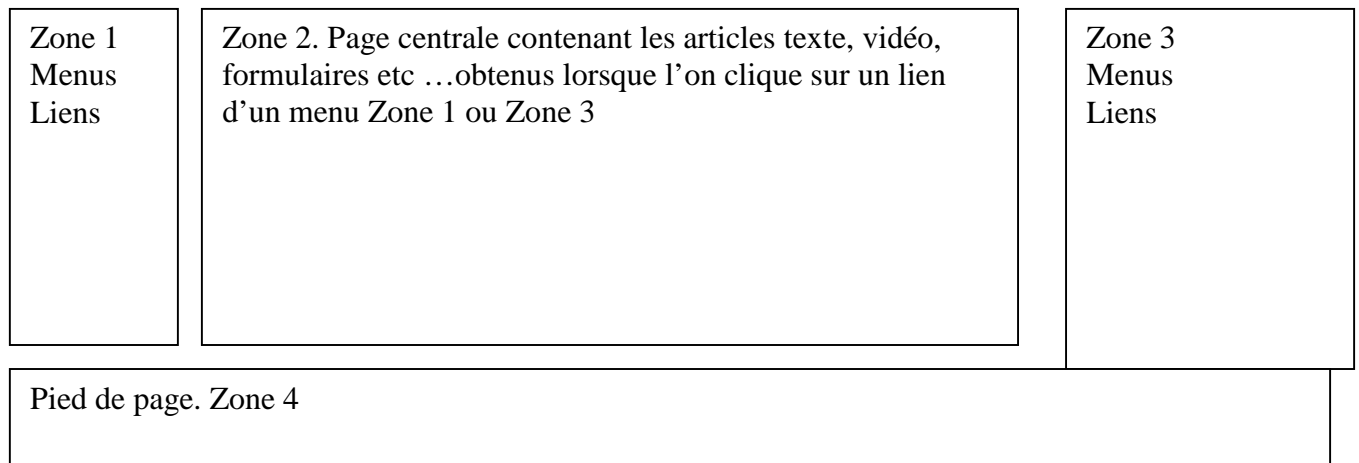 Zone 1
Menus
Liens
Zone 2. Page centrale contenant les articles texte, vidéo,
formulaires etc …obtenus lorsque l’on clique sur un lien
d’un menu Zone 1 ou Zone 3
Zone 3
Menus
Liens
Pied de page. Zone 4